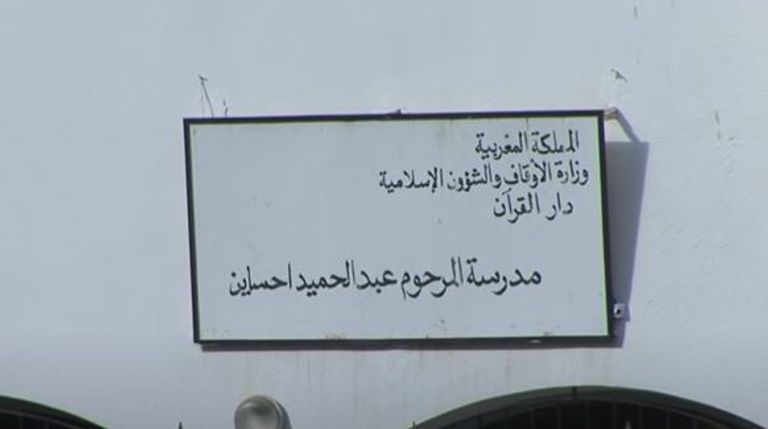 المملكة المغربية
وزارة الأوقاف والشؤون الإسلامية
دار القرآن
مدرسة المرحوم عبد الحميد احساين